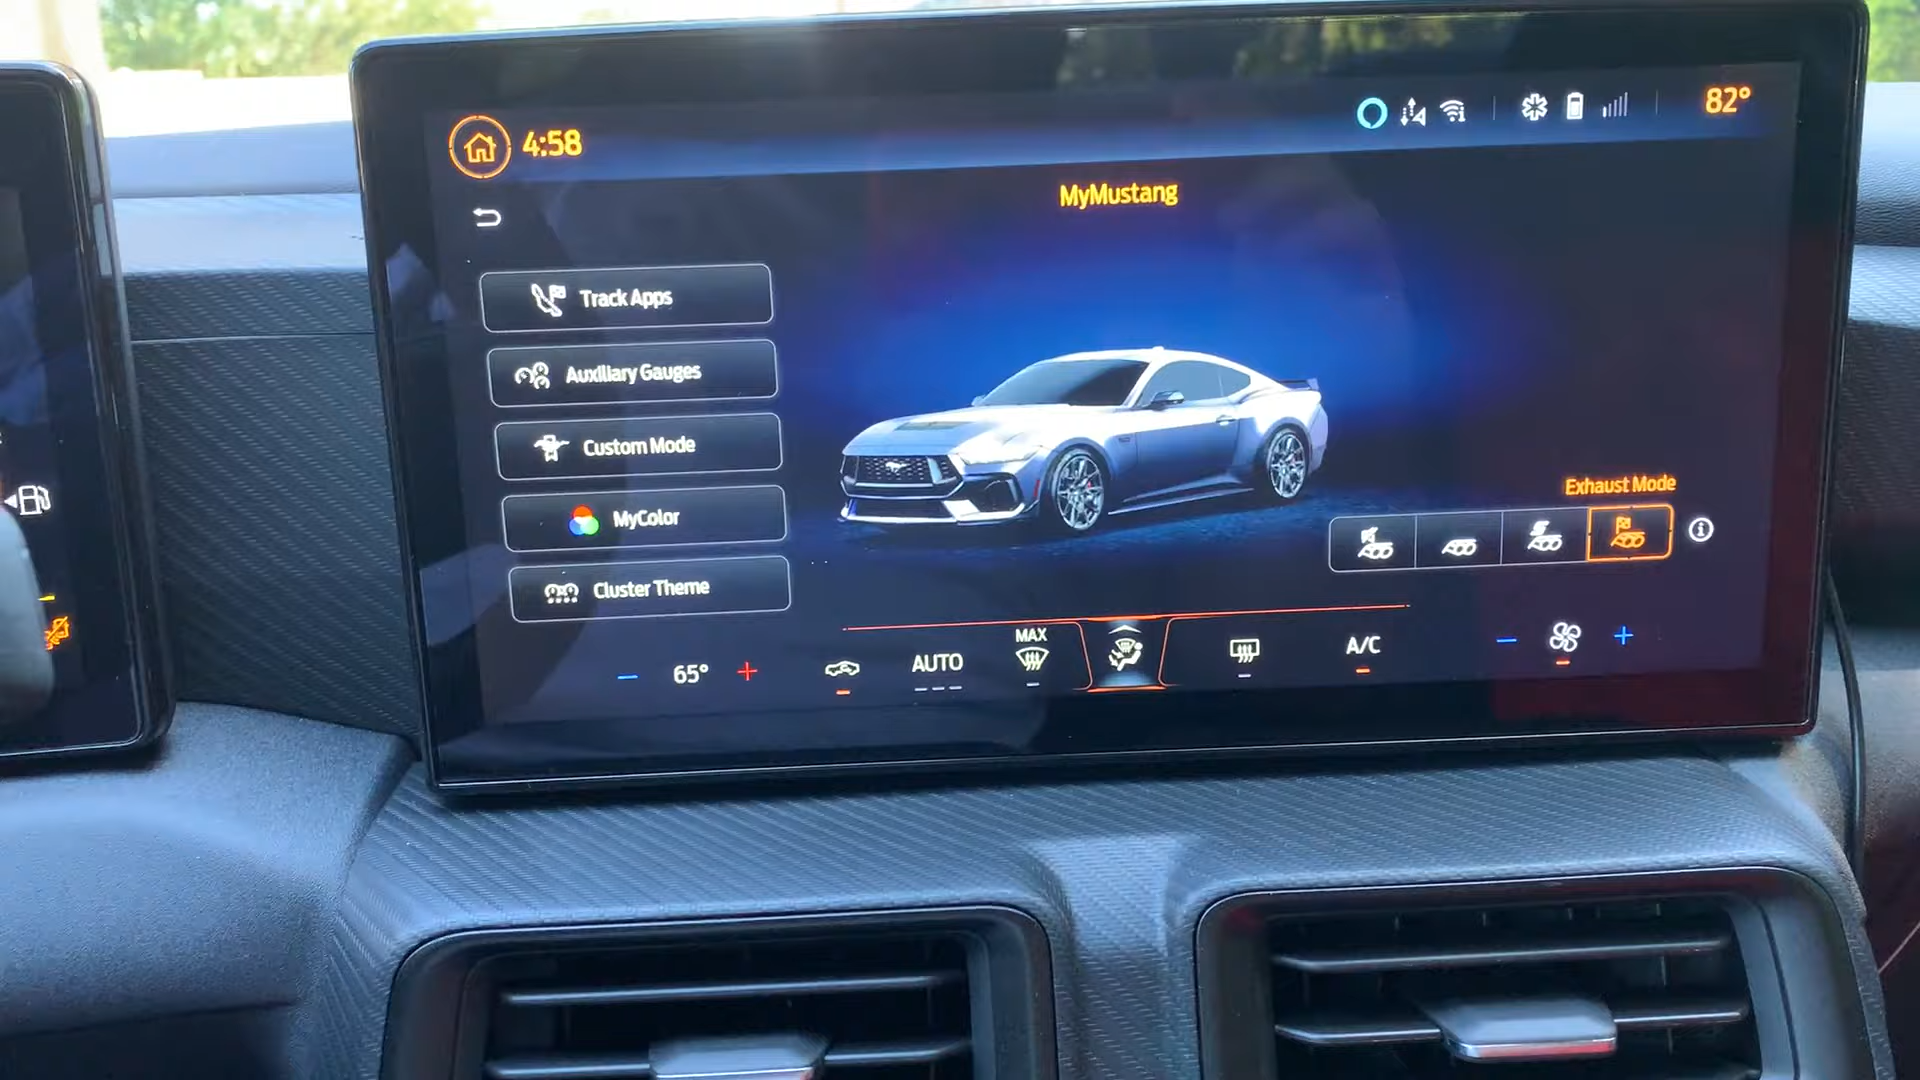 4:58
82°
MyMustang
Track Apps
Auxiliary Gauges
Custom Mode
MyColor
Cluster Theme
Exhaust Mode
65°
AUTO
MAX
A/C